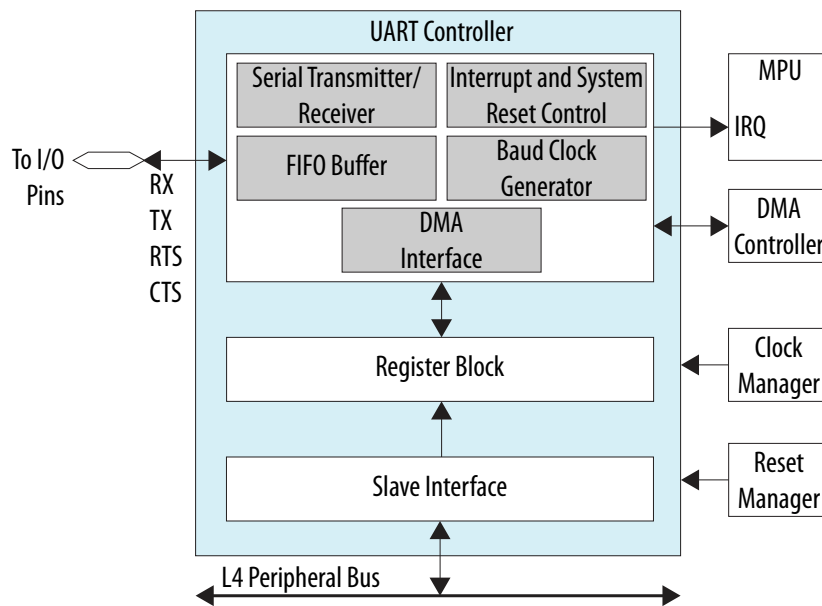 UART Controller
Serial Transmitter/
Receiver
Interrupt and System
Reset Control
FIFO Buffer
Baud Clock
Generator
DMA
Interface
To I/O
Pins
RX
TX
RTS
CTS
MPU
IRQ
DMA
Controller
Register Block
Clock
Manager
Slave Interface
Reset
Manager
L4 Peripheral Bus